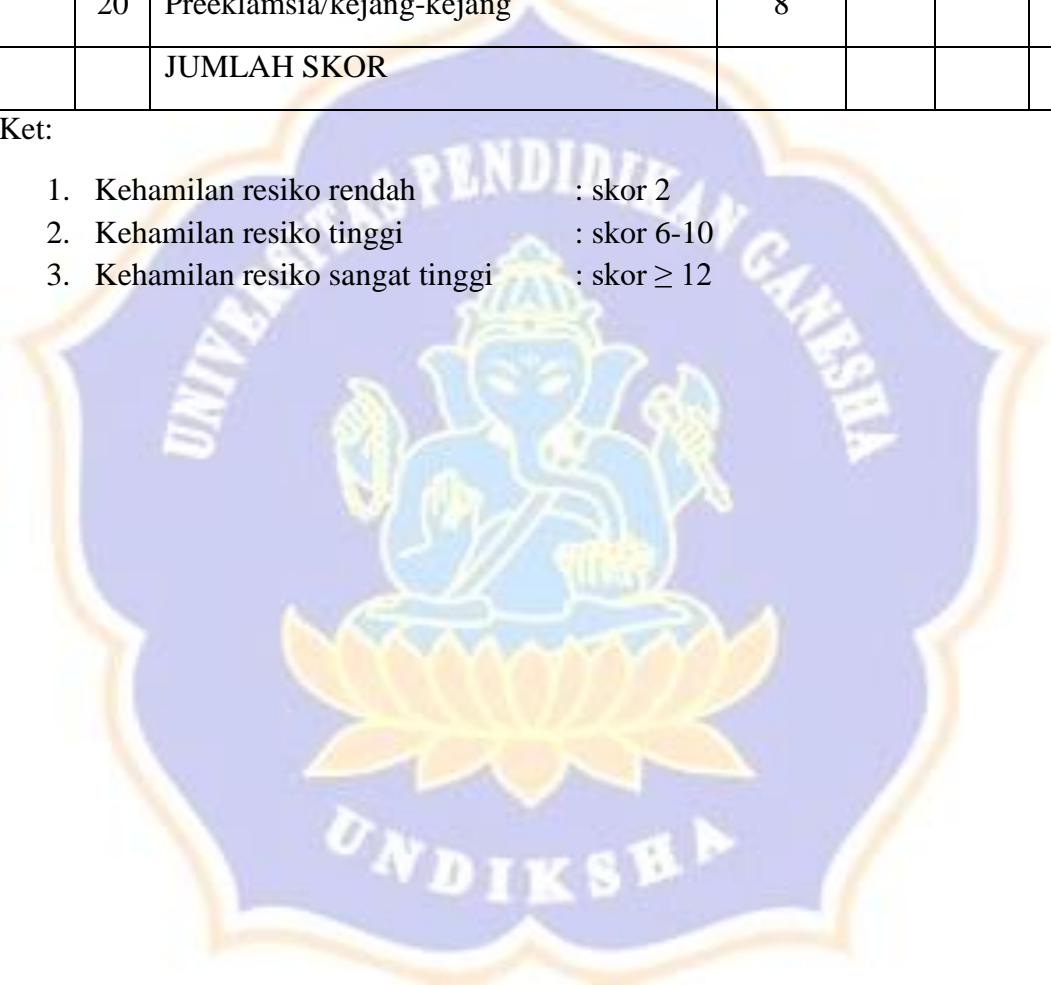 20 Preeklamsia/kejang-kejang 8
JUMLAH SKOR
Ket:
1. Kehamilan resiko rendah : skor 2
2. Kehamilan resiko tinggi : skor 6-10
3. Kehamilan resiko sangat tinggi : skor ≥ 12
UNIVERSITAS PENDIDIKAN GANESHA
UNDIKSHA